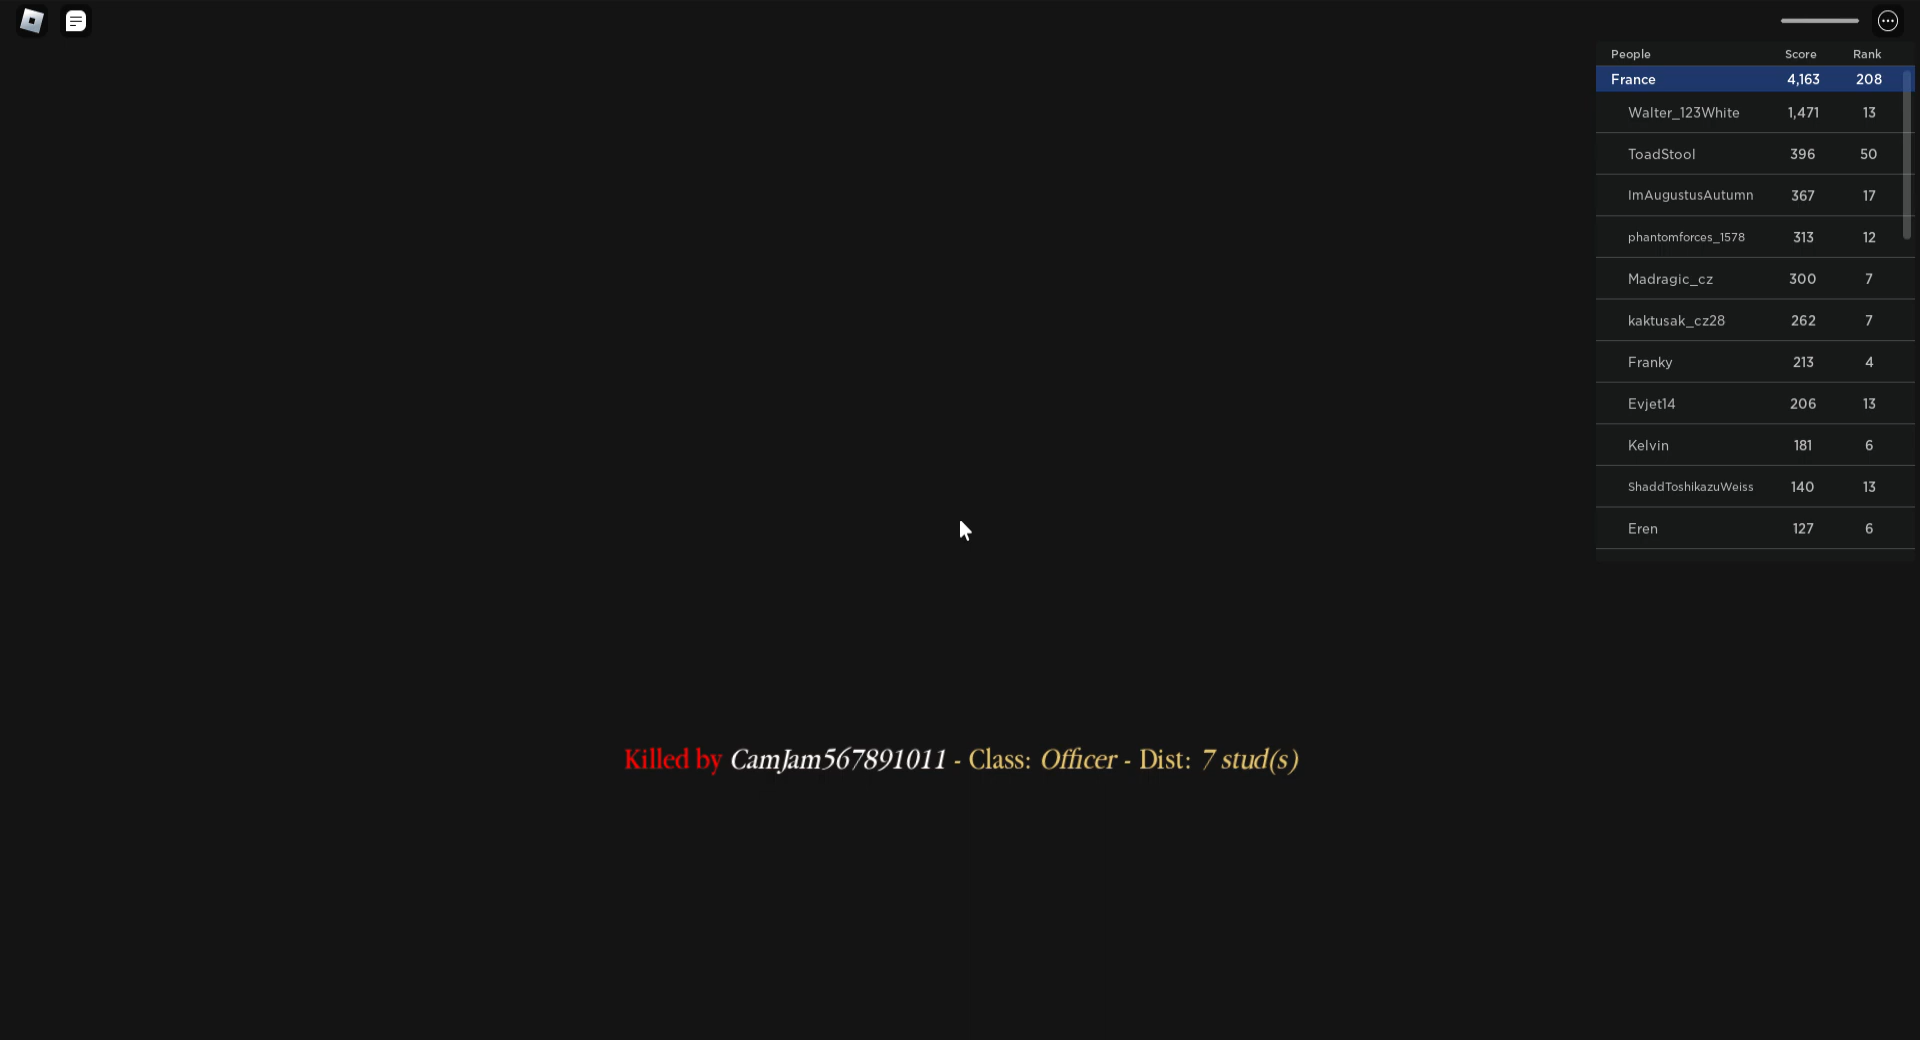 People Score Rank
France 4,163 208
Walter_123White 1,471 13
ToadStool 396 50
ImAugustusAutumn 367 17
phantomforces_1578 313 12
Madragic_cz 300 7
kaktusak_cz28 262 7
Franky 213 4
Evjet14 206 13
Kelvin 181 6
ShaddToshikazuWeiss 140 13
Eren 127 6
Killed by CamJam567891011 - Class: Officer - Dist: 7 stud(s)